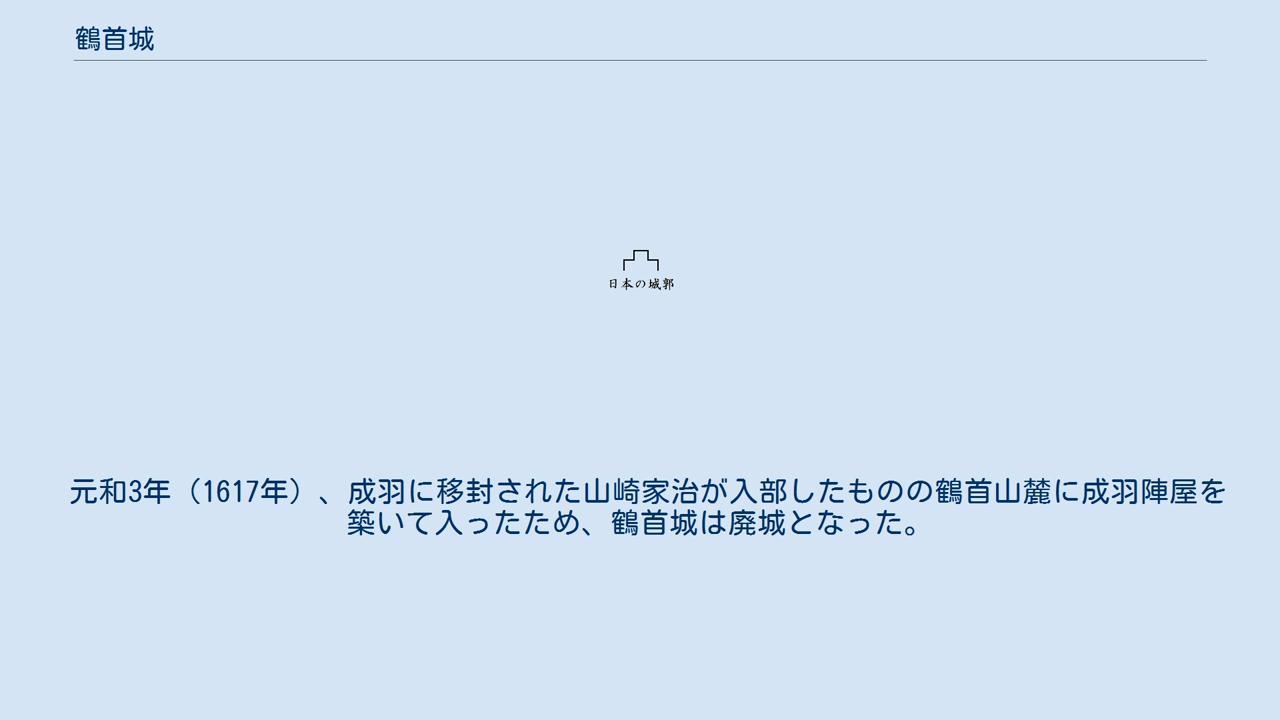 鶴首城
日本の城郭
元和3年（1617年）、成羽に移封された山崎家治が入部したものの鶴首山麓に成羽陣屋を
築いて入ったため、鶴首城は廃城となった。